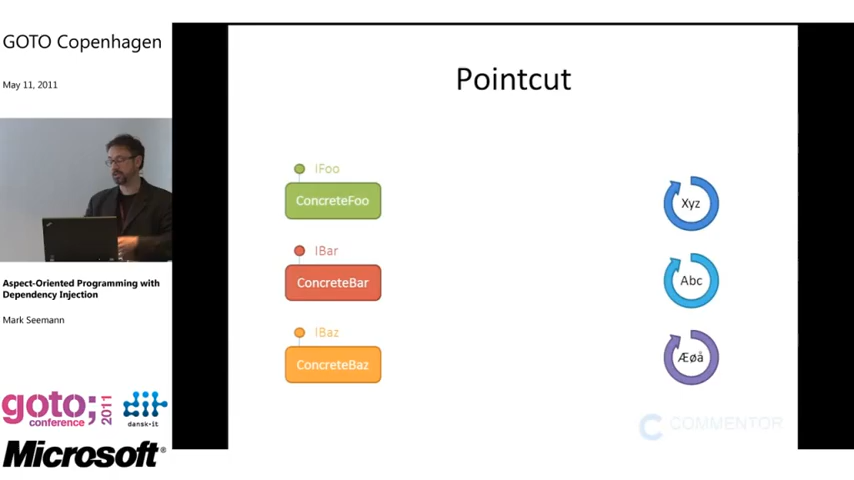 GOTO Copenhagen
May 11, 2011
Aspect-Oriented Programming with
Dependency Injection
Mark Seemann
goto;
conference
2011
dansk-it
Microsoft®
Pointcut
IFoo
ConcreteFoo
IBar
ConcreteBar
IBaz
ConcreteBaz
Xyz
Abc
Æøå
COMMENTOR